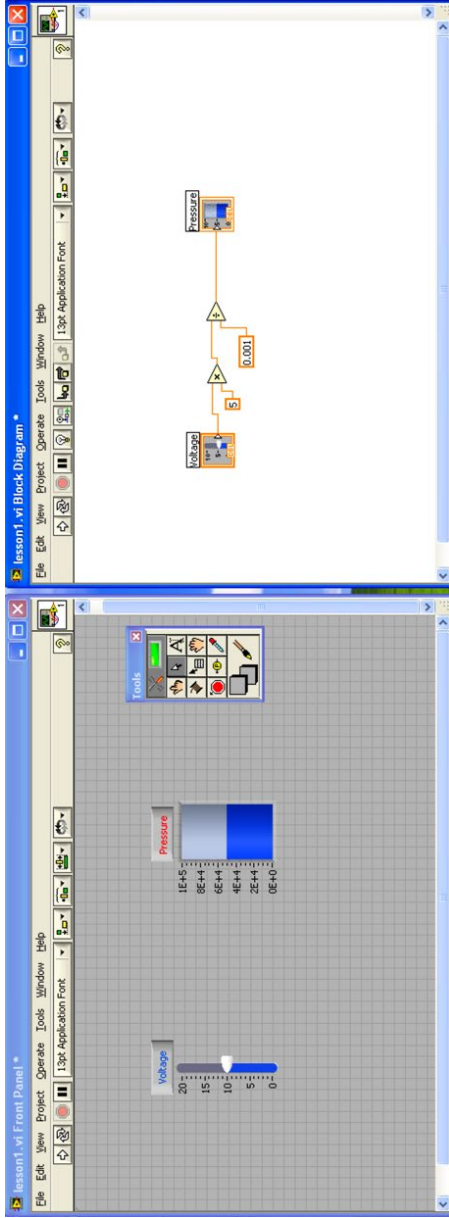 lesson1.vi Front Panel *
File Edit View Project Operate Tools Window Help
13pt Application Font
1
Voltage
20
15
10
5
0
Pressure
1E+5
8E+4
6E+4
4E+4
2E+4
0E+0
Tools
lesson1.vi Block Diagram *
File Edit View Project Operate Tools Window Help
13pt Application Font
1
Voltage
5
0.001
Pressure